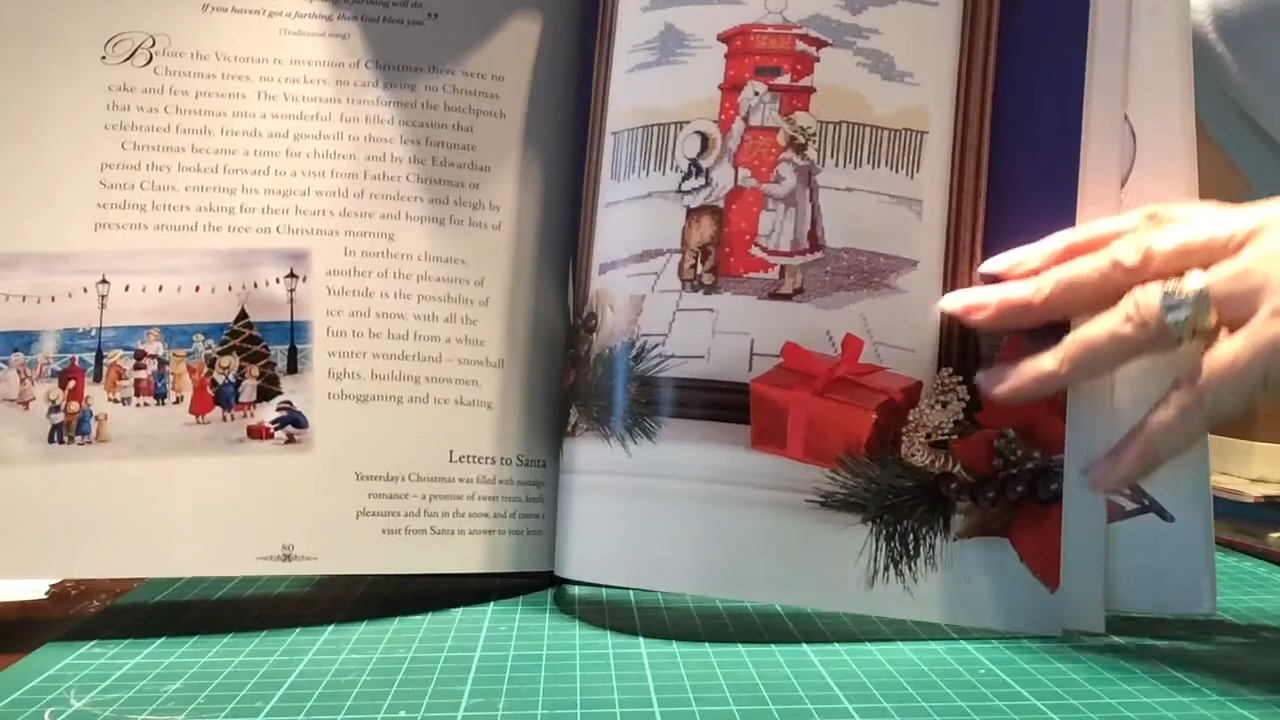 a farthing will do.
If you haven't got a farthing, then God bless you.”
(Traditional song)
Before the Victorian re-invention of Christmas there were no
Christmas trees, no crackers, no card giving, no Christmas
cake and few presents. The Victorians transformed the hotchpotch
that was Christmas into a wonderful, fun filled occasion that
celebrated family, friends and goodwill to those less fortunate.
Christmas became a time for children, and by the Edwardian
period they looked forward to a visit from Father Christmas or
Santa Claus, entering his magical world of reindeers and sleigh by
sending letters asking for their heart's desire and hoping for lots of
presents around the tree on Christmas morning.
In northern climates,
another of the pleasures of
Yuletide is the possibility of
ice and snow, with all the
fun to be had from a white
winter wonderland – snowball
fights, building snowmen,
tobogganing and ice skating
Letters to Santa
Yesterday's Christmas was filled with nostalgic
romance – a promise of sweet treats, family
pleasures and fun in the snow, and of course a
visit from Santa in answer to your letter.
80